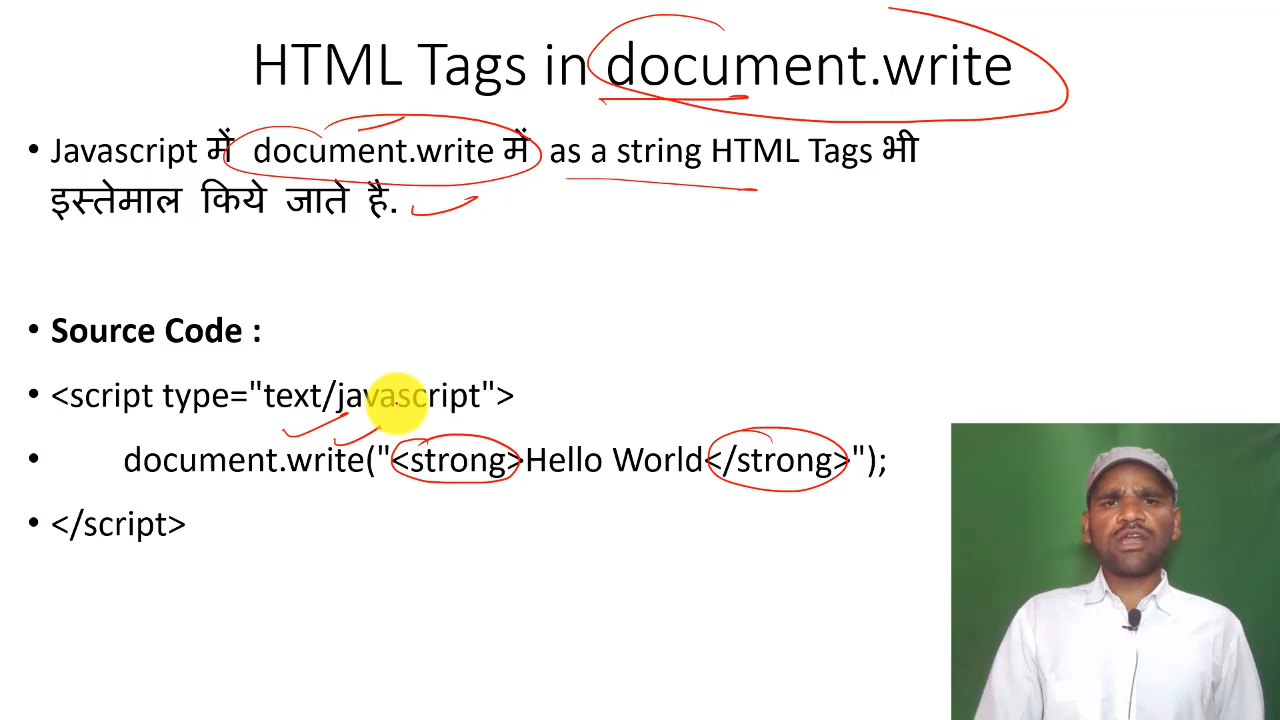 HTML Tags in document.write
• Javascript में document.write में as a string HTML Tags भी
इस्तेमाल किये जाते है.
• Source Code :
• <script type="text/javascript">
• document.write("<strong>Hello World</strong>");
• </script>